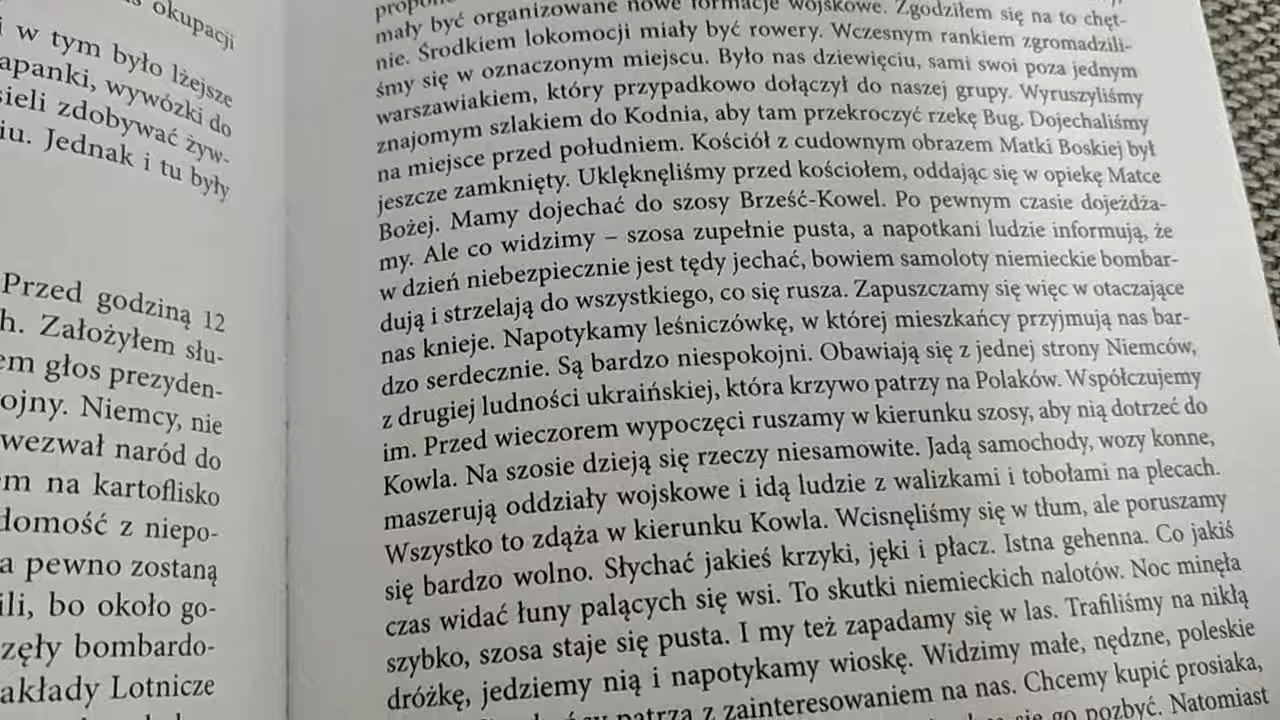 okupacji
i w tym było lżejsze
apanki, wywózki do
sieli zdobywać żyw-
iu. Jednak i tu były
Przed godziną 12
h. Założyłem słu-
em głos prezyden-
ojny. Niemcy, nie
wezwał naród do
m na kartoflisko
domość z niepo-
a pewno zostaną
ili, bo około go-
zęły bombardo-
akłady Lotnicze
mały być organizowane nowe formacje wojskowe. Zgodziłem się na to chęt-
nie. Środkiem lokomocji miały być rowery. Wczesnym rankiem zgromadzili-
śmy się w oznaczonym miejscu. Było nas dziewięciu, sami swoi poza jednym
warszawiakiem, który przypadkowo dołączył do naszej grupy. Wyruszyliśmy
znajomym szlakiem do Kodnia, aby tam przekroczyć rzekę Bug. Dojechaliśmy
na miejsce przed południem. Kościół z cudownym obrazem Matki Boskiej był
jeszcze zamknięty. Uklęknęliśmy przed kościołem, oddając się w opiekę Matce
Bożej. Mamy dojechać do szosy Brześć-Kowel. Po pewnym czasie dojeżdża-
my. Ale co widzimy – szosa zupełnie pusta, a napotkani ludzie informują, że
w dzień niebezpiecznie jest tędy jechać, bowiem samoloty niemieckie bombar-
dują i strzelają do wszystkiego, co się rusza. Zapuszczamy się więc w otaczające
nas knieje. Napotykamy leśniczówkę, w której mieszkańcy przyjmują nas bar-
dzo serdecznie. Są bardzo niespokojni. Obawiają się z jednej strony Niemców,
z drugiej ludności ukraińskiej, która krzywo patrzy na Polaków. Współczujemy
im. Przed wieczorem wypoczęci ruszamy w kierunku szosy, aby nią dotrzeć do
Kowla. Na szosie dzieją się rzeczy niesamowite. Jadą samochody, wozy konne,
maszerują oddziały wojskowe i idą ludzie z walizkami i tobołami na plecach.
Wszystko to zdąża w kierunku Kowla. Wcisnęliśmy się w tłum, ale poruszamy
się bardzo wolno. Słychać jakieś krzyki, jęki i płacz. Istna gehenna. Co jakiś
czas widać łuny palących się wsi. To skutki niemieckich nalotów. Noc minęła
szybko, szosa staje się pusta. I my też zapadamy się w las. Trafiliśmy na nikłą
dróżkę, jedziemy nią i napotykamy wioskę. Widzimy małe, nędzne, poleskie
patrzą z zainteresowaniem na nas. Chcemy kupić prosiaka,
się go pozbyć. Natomiast